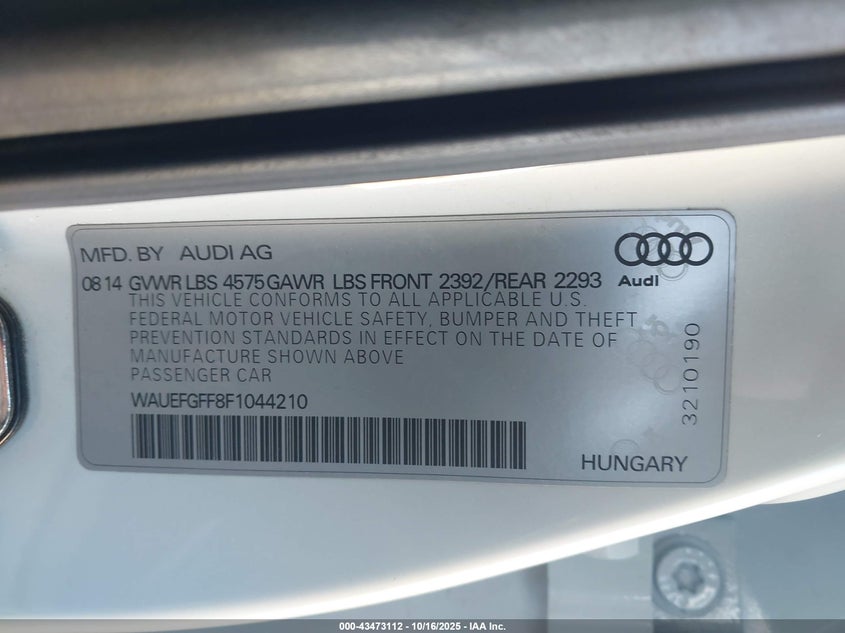 MFD. BY AUDI AG
0814 GVWR LBS 4575 GAWR LBS FRONT 2392/REAR 2293
Audi
THIS VEHICLE CONFORMS TO ALL APPLICABLE U.S.
FEDERAL MOTOR VEHICLE SAFETY, BUMPER AND THEFT
PREVENTION STANDARDS IN EFFECT ON THE DATE OF
MANUFACTURE SHOWN ABOVE
PASSENGER CAR
WAUEFGFF8F1044210
3210190
HUNGARY
000-43473112 - 10/16/2025 - IAA Inc.